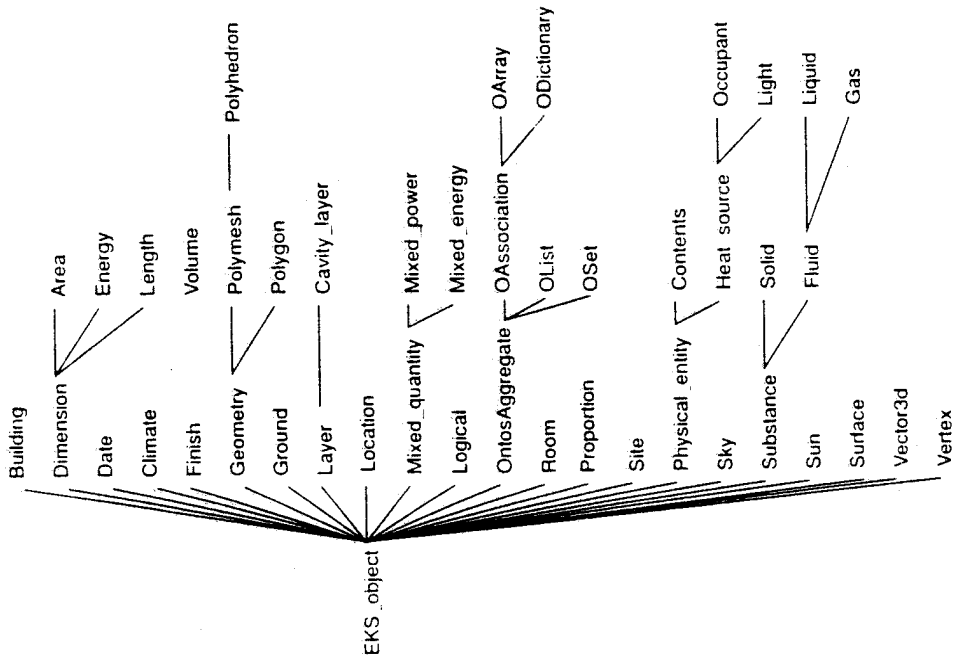 Building
Dimension Area
Date Energy
Climate Length
Finish Volume
Geometry Polymesh Polyhedron
Ground Polygon
Layer Cavity_layer
EKS_object Location
Mixed_quantity Mixed_power
Logical Mixed_energy
OntosAggregate OAssociation OArray
Room OList ODictionary
Proportion OSet
Site
Physical_entity Contents
Sky Heat source Occupant
Substance Solid Light
Sun Fluid Liquid
Surface Gas
Vector3d
Vertex